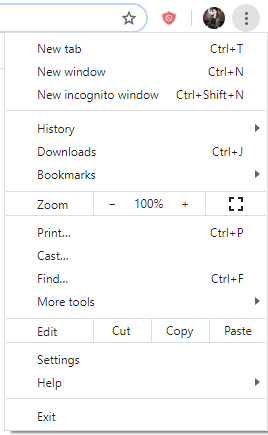 New tab Ctrl+T
New window Ctrl+N
New incognito window Ctrl+Shift+N
History
Downloads Ctrl+J
Bookmarks
Zoom − 100% +
Print... Ctrl+P
Cast...
Find... Ctrl+F
More tools
Edit Cut Copy Paste
Settings
Help
Exit